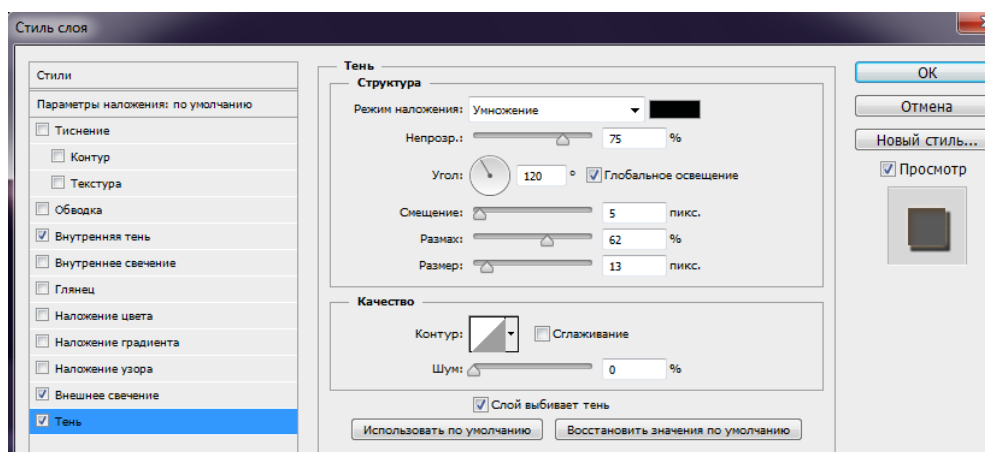 Стиль слоя
Стили
Параметры наложения: по умолчанию
Тиснение
Контур
Текстура
Обводка
Внутренняя тень
Внутреннее свечение
Глянец
Наложение цвета
Наложение градиента
Наложение узора
Внешнее свечение
Тень
Тень
Структура
Режим наложения: Умножение
Непрозр.: 75 %
Угол: 120 ° Глобальное освещение
Смещение: 5 пикс.
Размах: 62 %
Размер: 13 пикс.
Качество
Контур: Сглаживание
Шум: 0 %
Слой выбивает тень
Использовать по умолчанию Восстановить значения по умолчанию
OK
Отмена
Новый стиль...
Просмотр